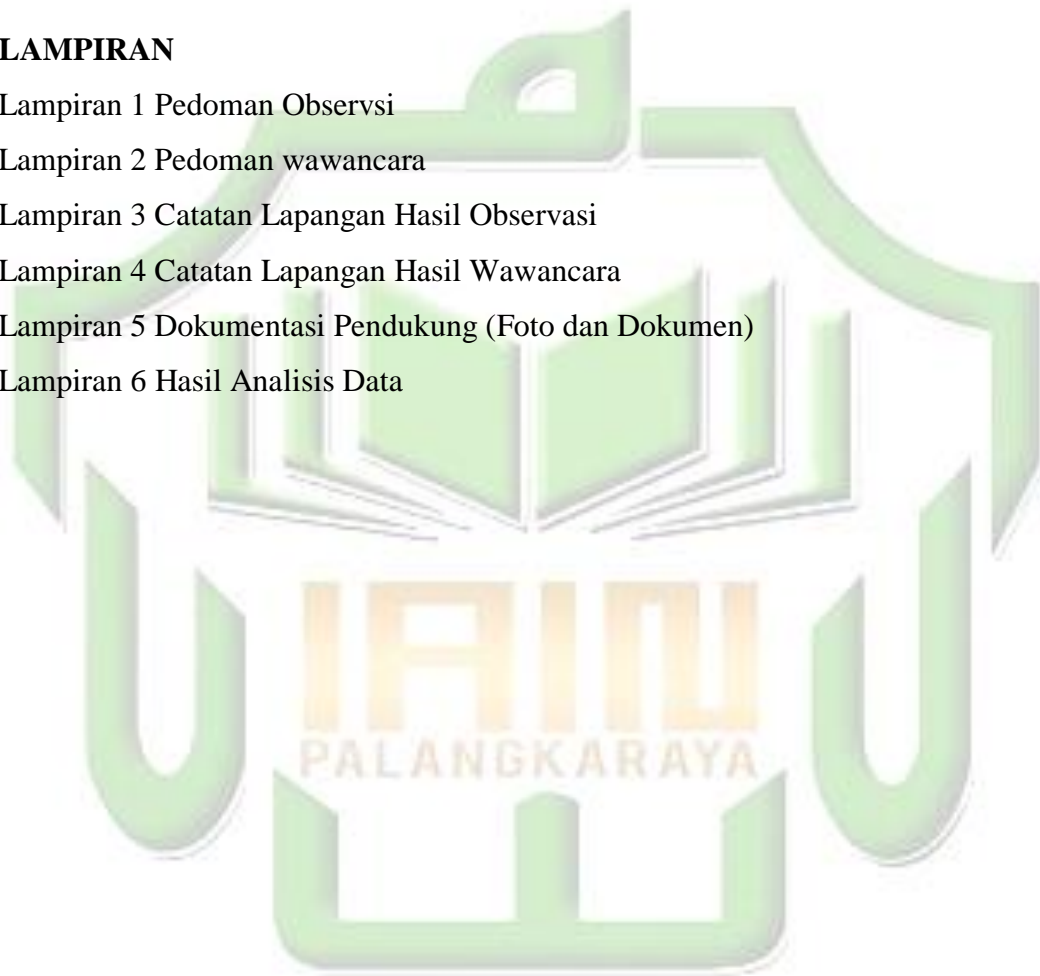 LAMPIRAN
Lampiran 1 Pedoman Observsi
Lampiran 2 Pedoman wawancara
Lampiran 3 Catatan Lapangan Hasil Observasi
Lampiran 4 Catatan Lapangan Hasil Wawancara
Lampiran 5 Dokumentasi Pendukung (Foto dan Dokumen)
Lampiran 6 Hasil Analisis Data
IAIN
PALANGKARAYA